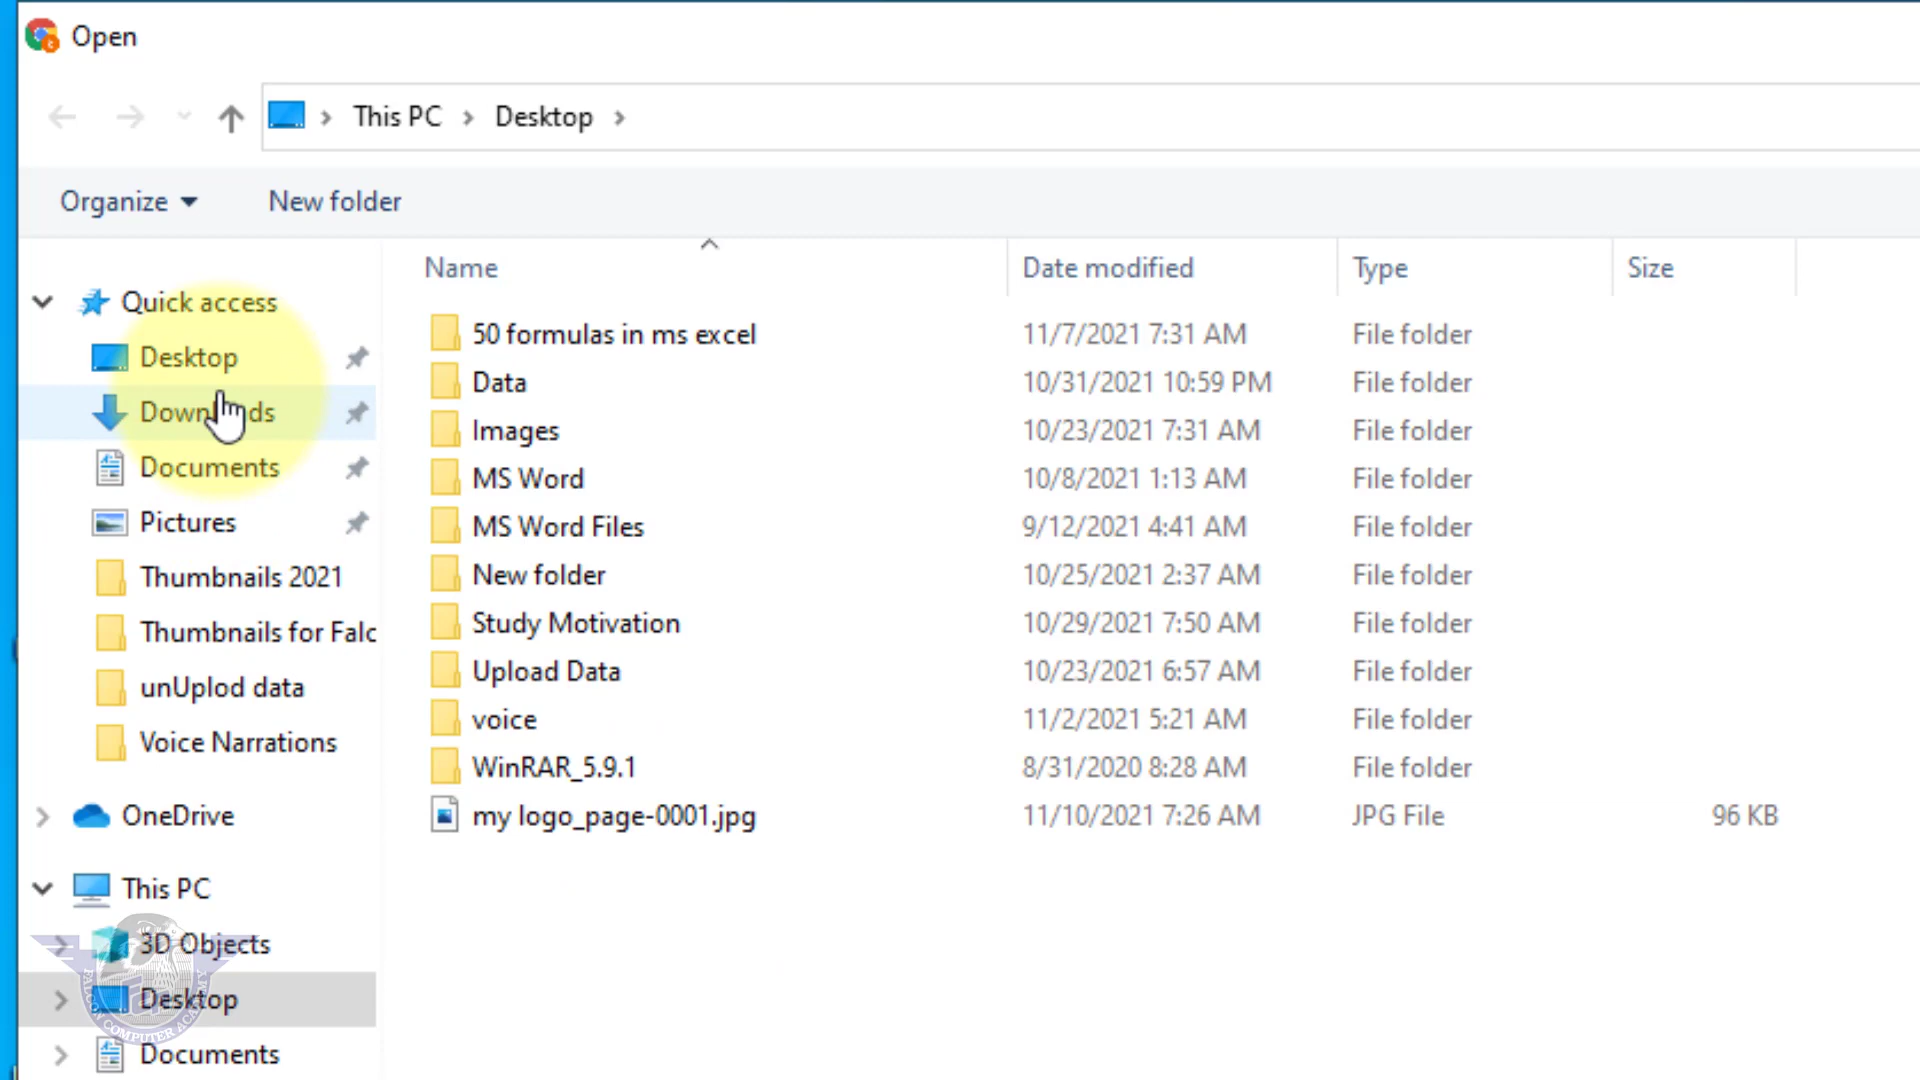 Open
This PC Desktop
Organize New folder
Name Date modified Type Size
Quick access
Desktop
Downloads
Documents
Pictures
Thumbnails 2021
Thumbnails for Falc
unUplod data
Voice Narrations
OneDrive
This PC
3D Objects
Desktop
Documents
50 formulas in ms excel 11/7/2021 7:31 AM File folder
Data 10/31/2021 10:59 PM File folder
Images 10/23/2021 7:31 AM File folder
MS Word 10/8/2021 1:13 AM File folder
MS Word Files 9/12/2021 4:41 AM File folder
New folder 10/25/2021 2:37 AM File folder
Study Motivation 10/29/2021 7:50 AM File folder
Upload Data 10/23/2021 6:57 AM File folder
voice 11/2/2021 5:21 AM File folder
WinRAR_5.9.1 8/31/2020 8:28 AM File folder
my logo_page-0001.jpg 11/10/2021 7:26 AM JPG File 96 KB
FALCON COMPUTER ACADEMY